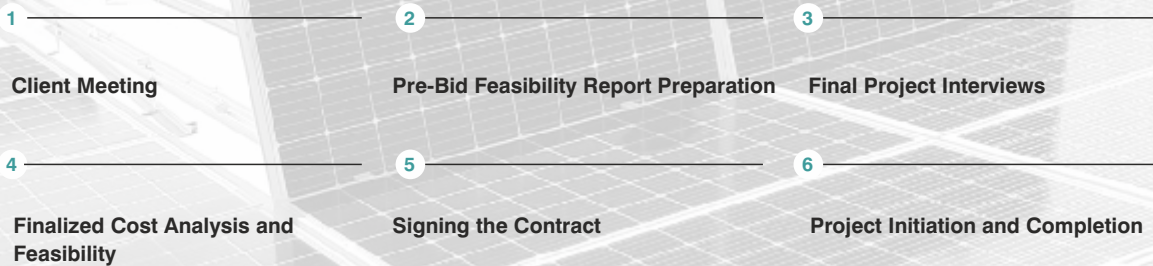 1
2
3
Client Meeting
Pre-Bid Feasibility Report Preparation
Final Project Interviews
4
5
6
Finalized Cost Analysis and
Feasibility
Signing the Contract
Project Initiation and Completion